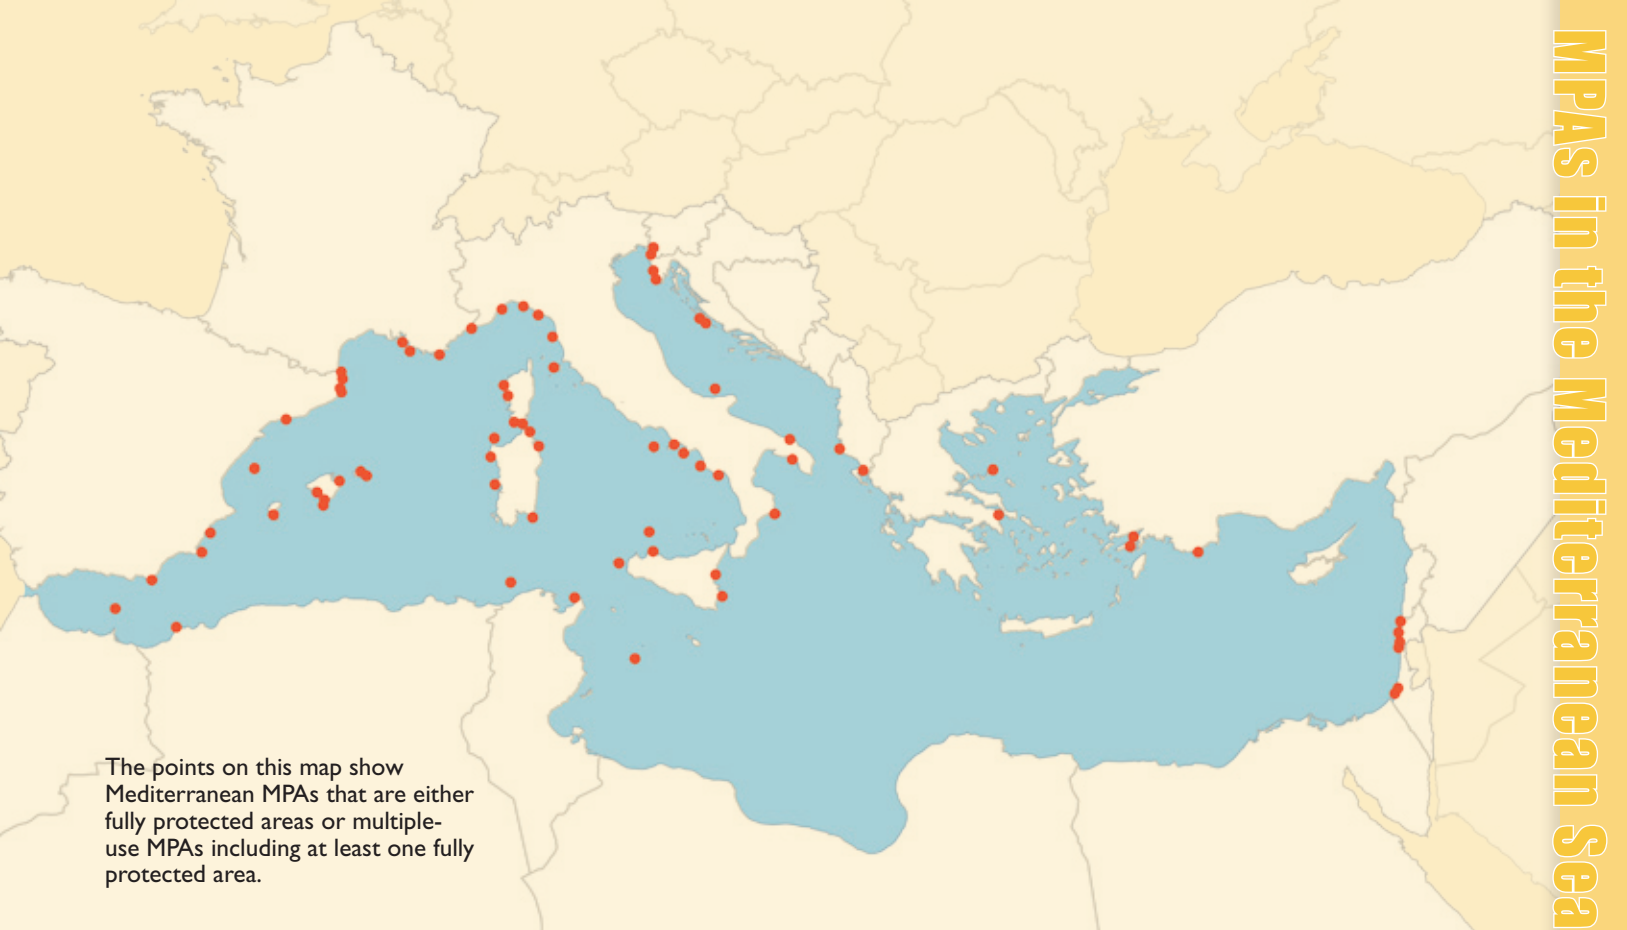 MPAs in the Mediterranean Sea
The points on this map show
Mediterranean MPAs that are either
fully protected areas or multiple-
use MPAs including at least one fully
protected area.